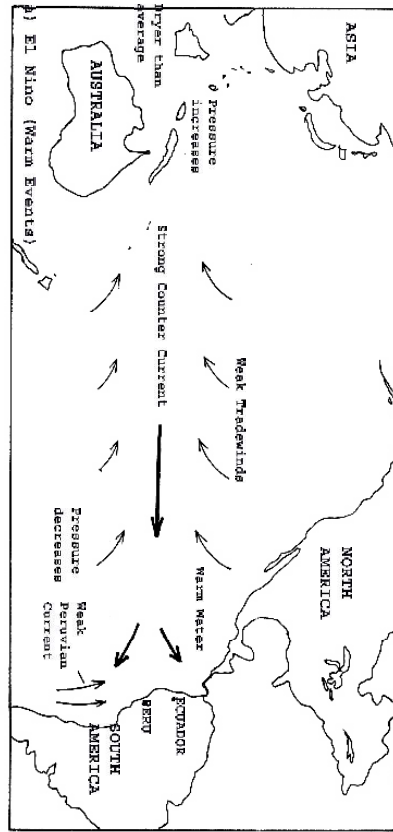 ASIA
NORTH
AMERICA
Pressure
increases
Weak Tradewinds
Warm Water
Dryer than
average
Strong Counter Current
ECUADOR
PERU
AUSTRALIA
Pressure
decreases
Weak
Peruvian
Current
SOUTH
AMERICA
) El Nino (Warm Events)